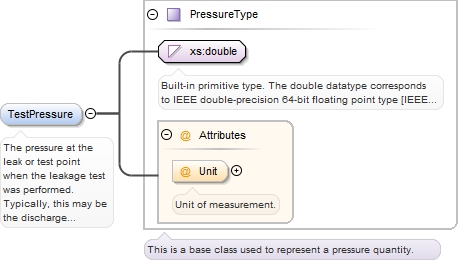 PressureType
xs:double
Built-in primitive type. The double datatype corresponds
to IEEE double-precision 64-bit floating point type [IEEE...
TestPressure
The pressure at the
leak or test point
when the leakage test
was performed.
Typically, this may be
the discharge...
@ Attributes
@ Unit
Unit of measurement.
This is a base class used to represent a pressure quantity.